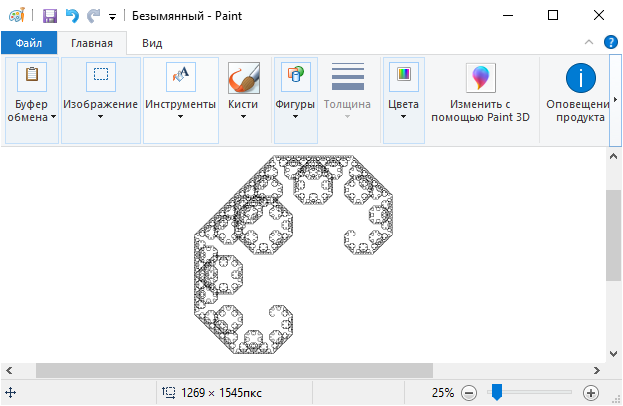 Безымянный - Paint
Файл Главная Вид
Буфер обмена Изображение Инструменты Кисти Фигуры Толщина Цвета Изменить с помощью Paint 3D Оповещени продукта
1269 × 1545пкс 25%